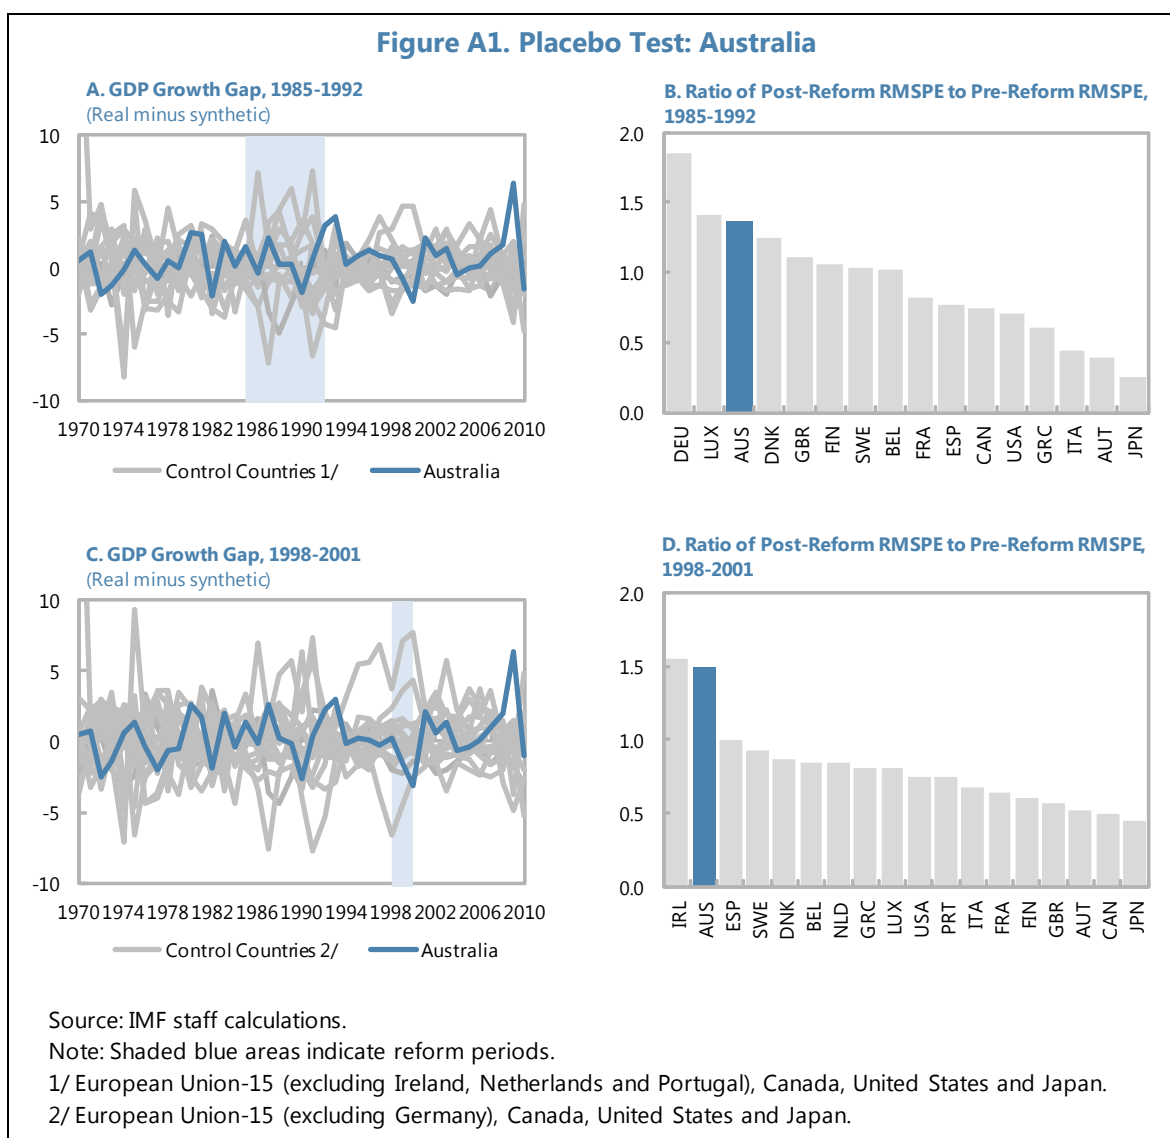 Figure A1. Placebo Test: Australia
A. GDP Growth Gap, 1985-1992
(Real minus synthetic)
10
5
0
-5
-10
1970 1974 1978 1982 1986 1990 1994 1998 2002 2006 2010
Control Countries 1/ Australia
B. Ratio of Post-Reform RMSPE to Pre-Reform RMSPE,
1985-1992
2.0
1.5
1.0
0.5
0.0
DEU LUX AUS DNK GBR FIN SWE BEL FRA ESP CAN USA GRC ITA AUT JPN
C. GDP Growth Gap, 1998-2001
(Real minus synthetic)
10
5
0
-5
-10
1970 1974 1978 1982 1986 1990 1994 1998 2002 2006 2010
Control Countries 2/ Australia
D. Ratio of Post-Reform RMSPE to Pre-Reform RMSPE,
1998-2001
2.0
1.5
1.0
0.5
0.0
IRL AUS ESP SWE DNK BEL NLD GRC LUX USA PRT ITA FRA FIN GBR AUT CAN JPN
Source: IMF staff calculations.
Note: Shaded blue areas indicate reform periods.
1/ European Union-15 (excluding Ireland, Netherlands and Portugal), Canada, United States and Japan.
2/ European Union-15 (excluding Germany), Canada, United States and Japan.